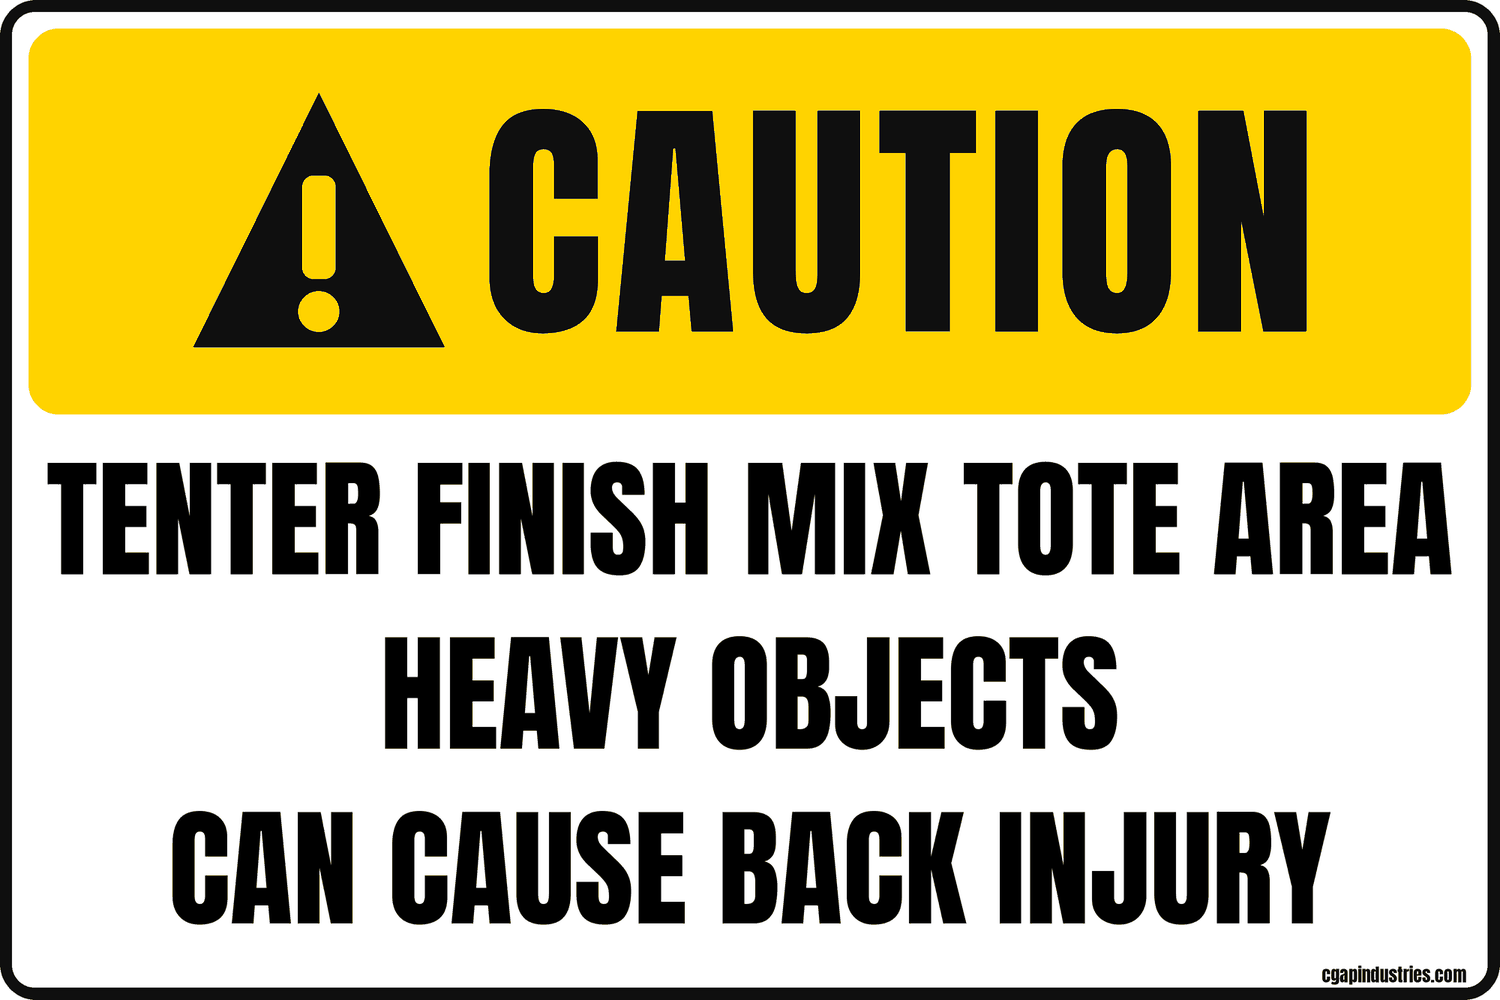 CAUTION
TENTER FINISH MIX TOTE AREA
HEAVY OBJECTS
CAN CAUSE BACK INJURY
cgapindustries.com